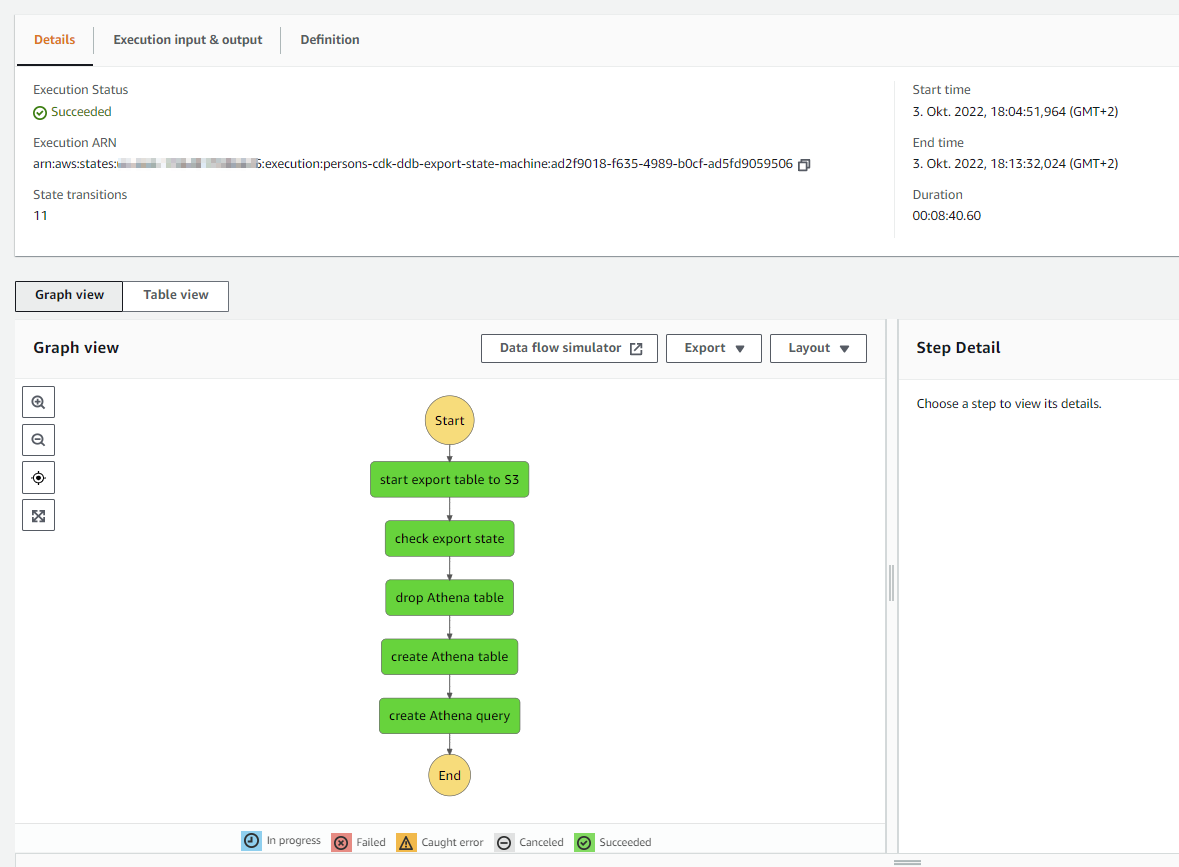 Details Execution input & output Definition
Execution Status
Succeeded
Execution ARN
arn:aws:states: 5:execution:persons-cdk-ddb-export-state-machine:ad2f9018-f635-4989-b0cf-ad5fd9059506
State transitions
11
Start time
3. Okt. 2022, 18:04:51,964 (GMT+2)
End time
3. Okt. 2022, 18:13:32,024 (GMT+2)
Duration
00:08:40.60
Graph view Table view
Graph view Data flow simulator Export Layout
Start
start export table to S3
check export state
drop Athena table
create Athena table
create Athena query
End
In progress Failed Caught error Canceled Succeeded
Step Detail
Choose a step to view its details.